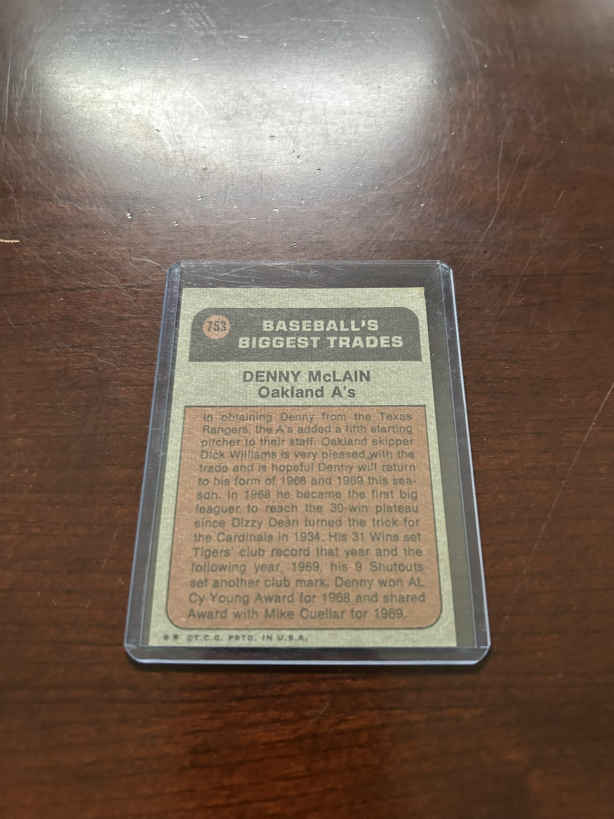 753
BASEBALL'S
BIGGEST TRADES
DENNY McLAIN
Oakland A's
In obtaining Denny from the Texas
Rangers, the A's added a fifth starting
pitcher to their staff. Oakland skipper
Dick Williams is very pleased with the
trade and is hopeful Denny will return
to his form of 1968 and 1969 this sea-
son. In 1968 he became the first big
leaguer to reach the 30-win plateau
since Dizzy Dean turned the trick for
the Cardinals in 1934. His 31 Wins set
Tigers' club record that year and the
following year, 1969, his 9 Shutouts
set another club mark. Denny won AL
Cy Young Award for 1968 and shared
Award with Mike Cuellar for 1969.
© ® ©T.C.G. PRTD. IN U.S.A.